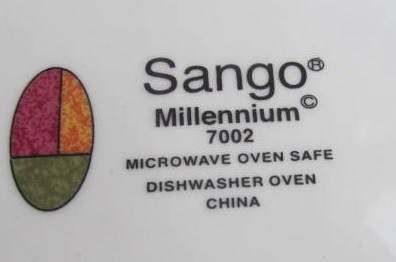 Sango®
Millennium©
7002
MICROWAVE OVEN SAFE
DISHWASHER OVEN
CHINA